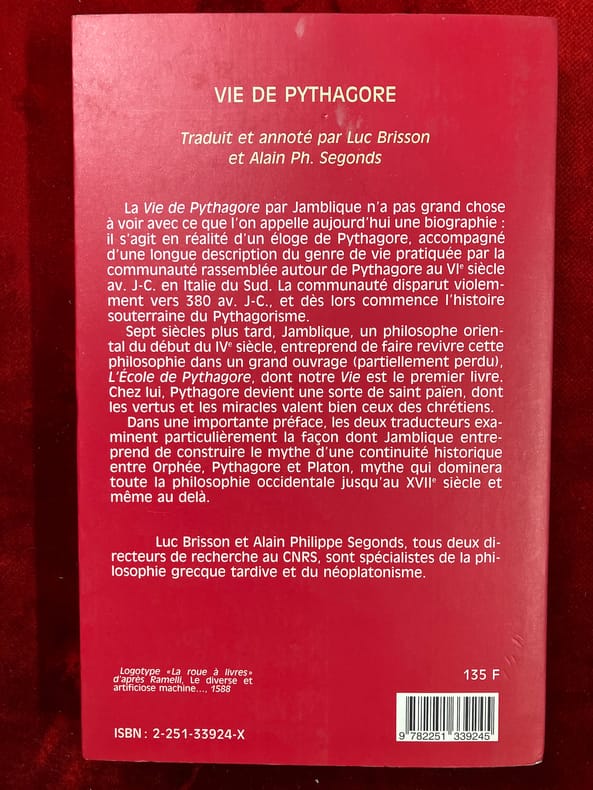 VIE DE PYTHAGORE
Traduit et annoté par Luc Brisson
et Alain Ph. Segonds
La Vie de Pythagore par Jamblique n'a pas grand chose
à voir avec ce que l'on appelle aujourd'hui une biographie :
il s'agit en réalité d'un éloge de Pythagore, accompagné
d'une longue description du genre de vie pratiquée par la
communauté rassemblée autour de Pythagore au VIe siècle
av. J-C. en Italie du Sud. La communauté disparut violem-
ment vers 380 av. J-C., et dès lors commence l'histoire
souterraine du Pythagorisme.
Sept siècles plus tard, Jamblique, un philosophe orien-
tal du début du IVe siècle, entreprend de faire revivre cette
philosophie dans un grand ouvrage (partiellement perdu),
L'École de Pythagore, dont notre Vie est le premier livre.
Chez lui, Pythagore devient une sorte de saint païen, dont
les vertus et les miracles valent bien ceux des chrétiens.
Dans une importante préface, les deux traducteurs exa-
minent particulièrement la façon dont Jamblique entre-
prend de construire le mythe d'une continuité historique
entre Orphée, Pythagore et Platon, mythe qui dominera
toute la philosophie occidentale jusqu'au XVIIe siècle et
même au delà.
Luc Brisson et Alain Philippe Segonds, tous deux di-
recteurs de recherche au CNRS, sont spécialistes de la phi-
losophie grecque tardive et du néoplatonisme.
Logotype «La roue à livres»
d'après Ramelli, Le diverse et
artificiose machine..., 1588
135 F
ISBN : 2-251-33924-X
9 782251 339245